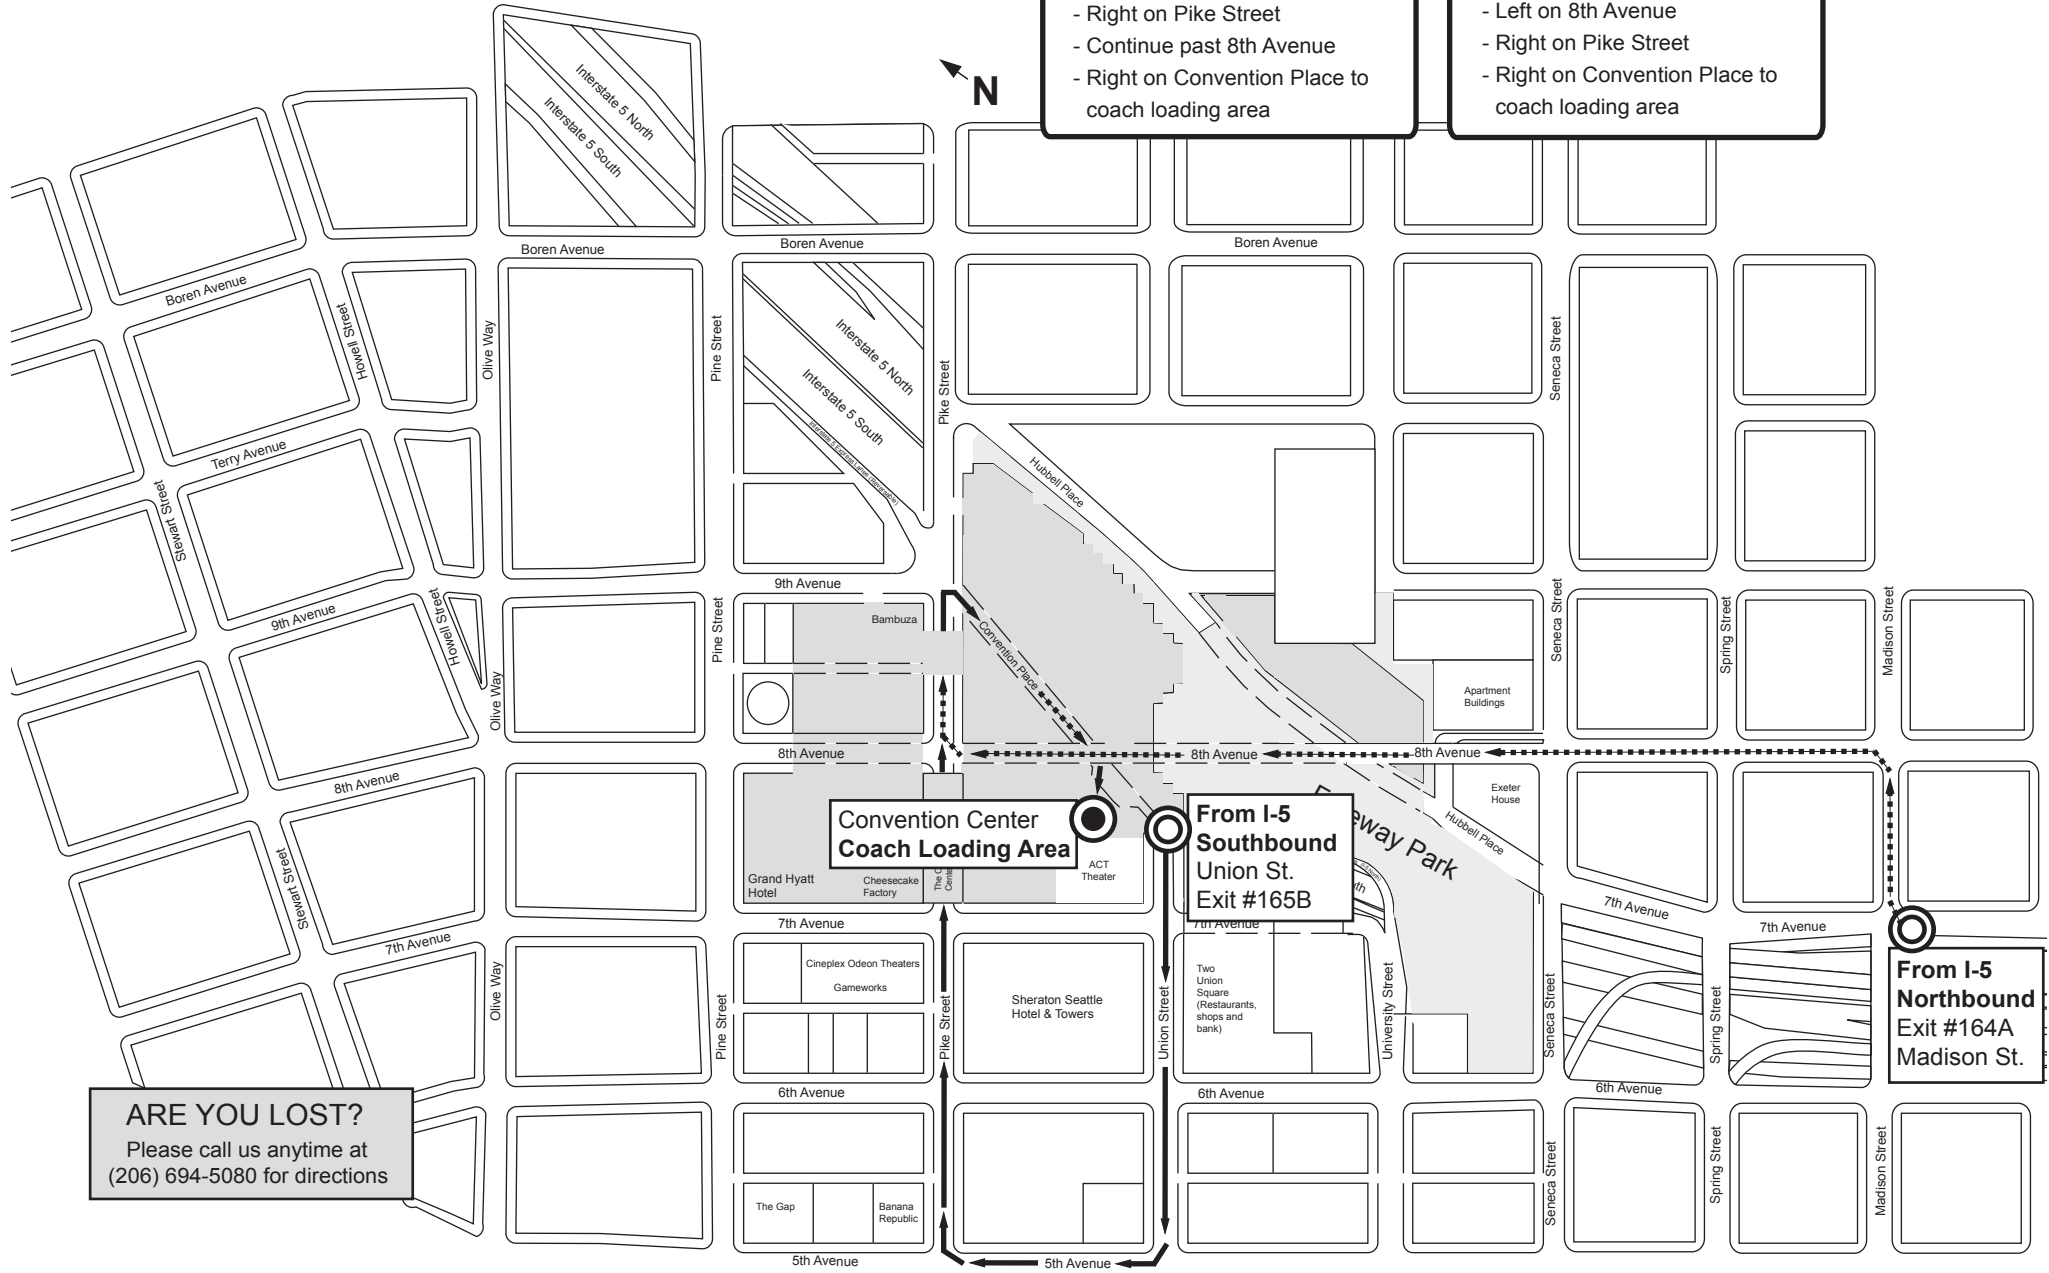 - Right on Pike Street
- Continue past 8th Avenue
- Right on Convention Place to
coach loading area
- Left on 8th Avenue
- Right on Pike Street
- Right on Convention Place to
coach loading area
N
Interstate 5 North
Interstate 5 South
Boren Avenue
Boren Avenue
Boren Avenue
Boren Avenue
Howell Street
Olive Way
Pine Street
Interstate 5 North
Interstate 5 South
Interstate 5 Express Lanes (Reversable)
Pike Street
Seneca Street
Terry Avenue
Stewart Street
Hubbell Place
9th Avenue
9th Avenue
Howell Street
Olive Way
Pine Street
Bambuza
Convention Place
Seneca Street
Spring Street
Madison Street
Apartment
Buildings
8th Avenue
8th Avenue
8th Avenue
8th Avenue
Exeter
House
Hubbell Place
Convention Center
Coach Loading Area
From I-5
Southbound
Union St.
Exit #165B
eway Park
ACT
Theater
Grand Hyatt
Hotel
Cheesecake
Factory
Stewart Street
7th Avenue
7th Avenue
7th Avenue
7th Avenue
7th Avenue
Cineplex Odeon Theaters
Gameworks
Sheraton Seattle
Hotel & Towers
Two
Union
Square
(Restaurants,
shops and
bank)
Olive Way
Pine Street
Pike Street
Union Street
University Street
Seneca Street
Spring Street
From I-5
Northbound
Exit #164A
Madison St.
6th Avenue
6th Avenue
6th Avenue
ARE YOU LOST?
Please call us anytime at
(206) 694-5080 for directions
The Gap
Banana
Republic
Seneca Street
Spring Street
Madison Street
5th Avenue
5th Avenue